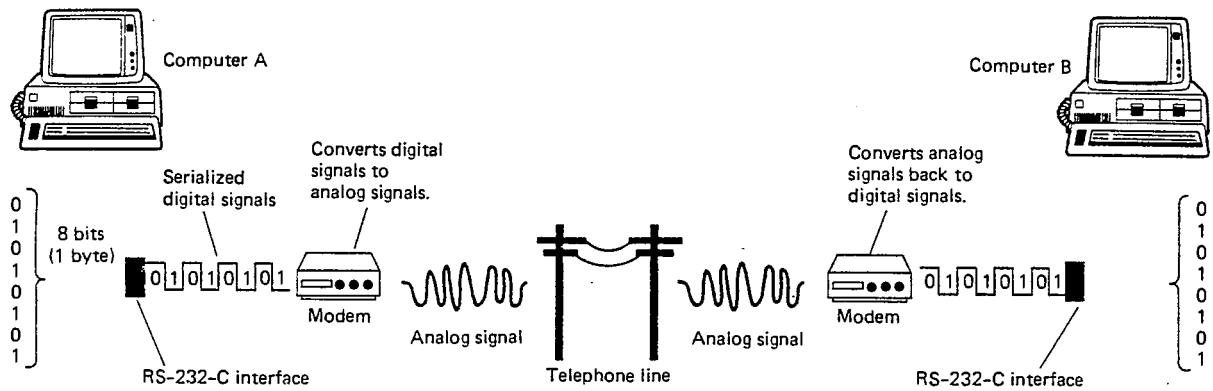 Computer A
Computer B
Converts digital
signals to
analog signals.
Converts analog
signals back to
digital signals.
Serialized
digital signals
0
1
0
1
0
1
0
1
8 bits
(1 byte)
0 1 0 1 0 1 0 1
Modem
Analog signal
Analog signal
Modem
0 1 0 1 0 1 0 1
0
1
0
1
0
1
0
1
RS-232-C interface
Telephone line
RS-232-C interface